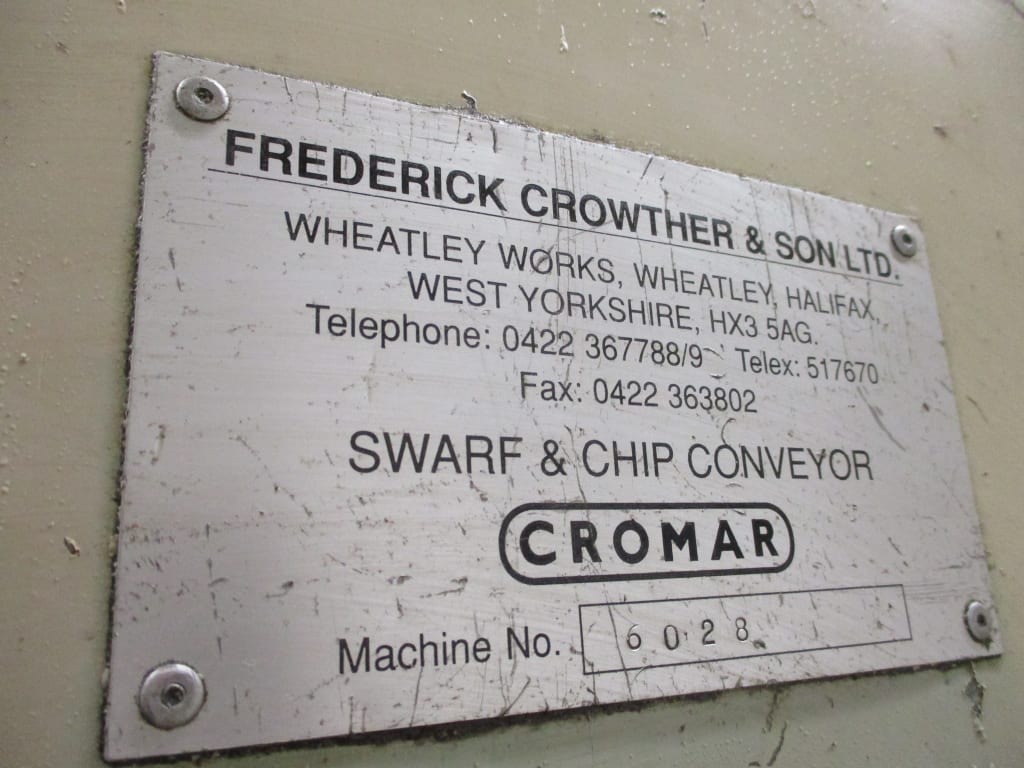 FREDERICK CROWTHER & SON LTD.
WHEATLEY WORKS, WHEATLEY, HALIFAX,
WEST YORKSHIRE, HX3 5AG.
Telephone: 0422 367788/9 Telex: 517670
Fax: 0422 363802
SWARF & CHIP CONVEYOR
CROMAR
Machine No. 6028